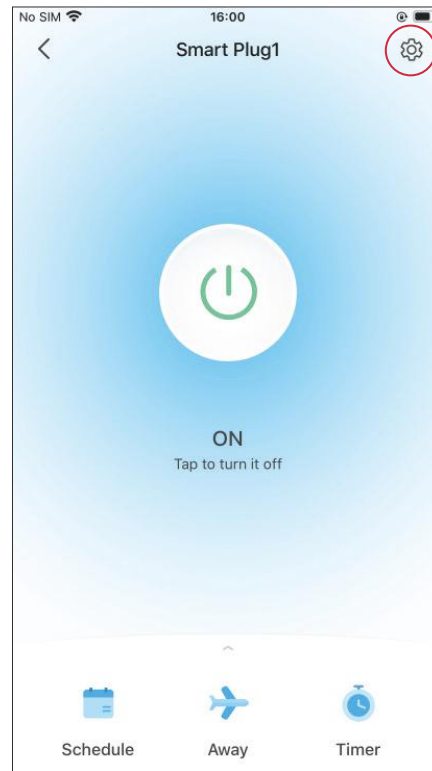 No SIM 16:00
Smart Plug1
ON
Tap to turn it off
Schedule Away Timer